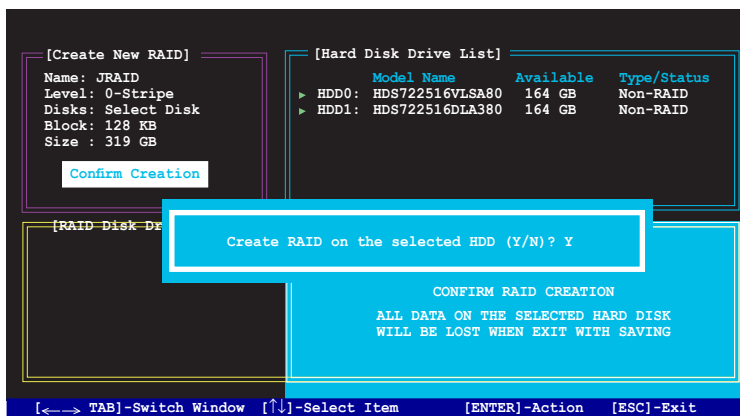 [Create New RAID]
Name: JRAID
Level: 0-Stripe
Disks: Select Disk
Block: 128 KB
Size : 319 GB
Confirm Creation
[Hard Disk Drive List]
Model Name Available Type/Status
▶ HDD0: HDS722516VLSA80 164 GB Non-RAID
▶ HDD1: HDS722516DLA380 164 GB Non-RAID
[RAID Disk Dr
Create RAID on the selected HDD (Y/N)? Y
CONFIRM RAID CREATION
ALL DATA ON THE SELECTED HARD DISK
WILL BE LOST WHEN EXIT WITH SAVING
[←→ TAB]-Switch Window [↑↓]-Select Item [ENTER]-Action [ESC]-Exit